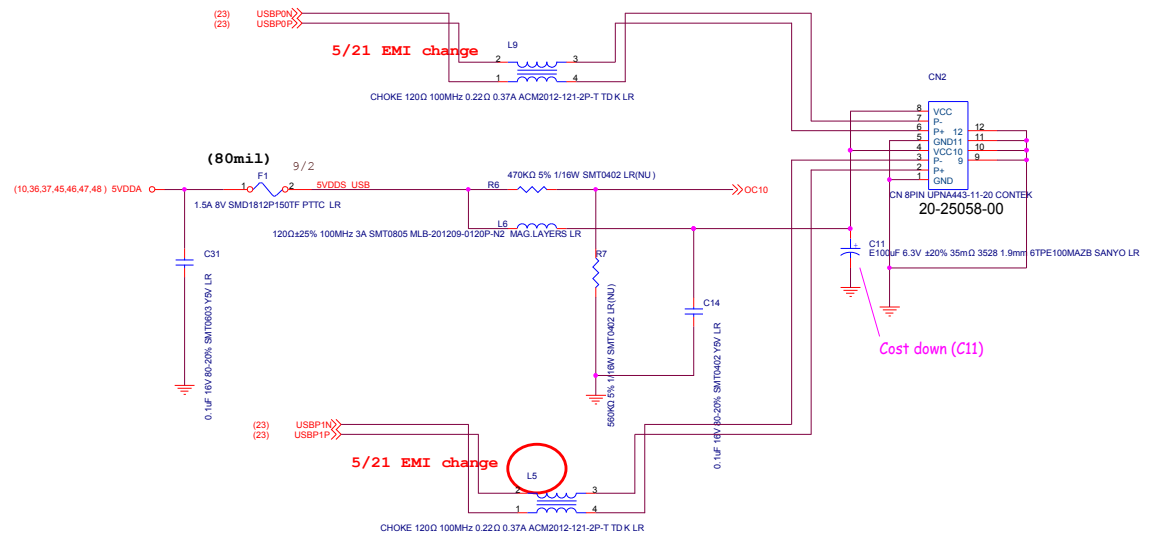 (23) USBP0N
(23) USBP0P
5/21 EMI change
L9
2 3
1 4
CHOKE 120Ω 100MHz 0.22Ω 0.37A ACM2012-121-2P-T TDK LR
CN2
8 VCC
7 P-
6 P+ 12 12
5 GND11 11
4 VCC10 10
3 P- 9 9
2 P+
1 GND
CN 8PIN UPNA443-11-20 CONTEK
20-25058-00
(80mil)
9/2
F1
(10,36,37,45,46,47,48 ) 5VDDA
1 2
5VDDS_USB
1.5A 8V SMD1812P150TF PTTC LR
470KΩ 5% 1/16W SMT0402 LR(NU )
R6
OC10
L6
120Ω±25% 100MHz 3A SMT0805 MLB-201209-0120P-N2 MAG.LAYERS LR
C31
0.1uF 16V 80-20% SMT0603 Y5V LR
R7
560KΩ 5% 1/16W SMT0402 LR(NU)
C14
0.1uF 16V 80-20% SMT0402 Y5V LR
C11
+
E100uF 6.3V ±20% 35mΩ 3528 1.9mm 6TPE100MAZB SANYO LR
Cost down (C11)
(23) USBP1N
(23) USBP1P
5/21 EMI change
L5
2 3
1 4
CHOKE 120Ω 100MHz 0.22Ω 0.37A ACM2012-121-2P-T TDK LR